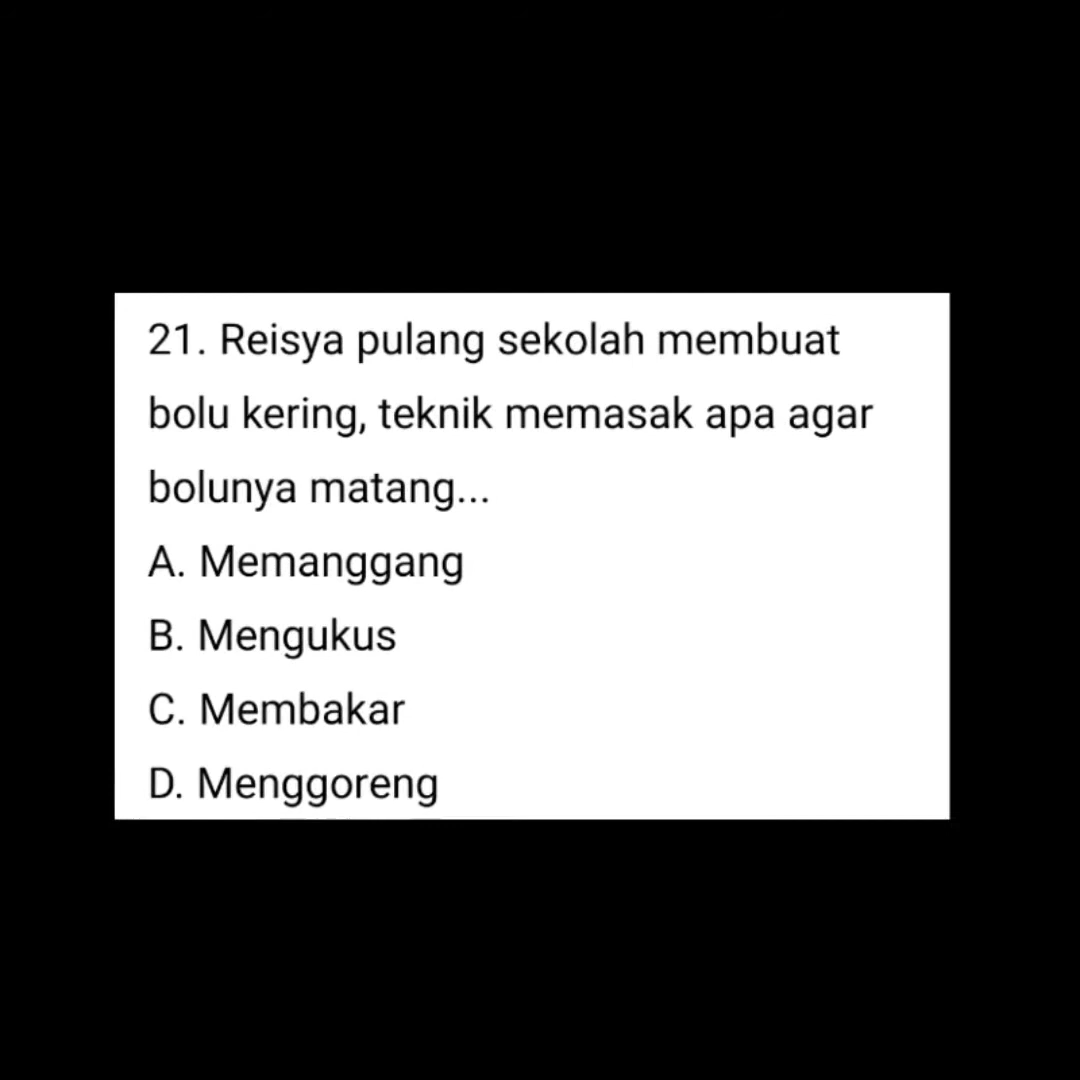 21. Reisya pulang sekolah membuat
bolu kering, teknik memasak apa agar
bolunya matang...
A. Memanggang
B. Mengukus
C. Membakar
D. Menggoreng